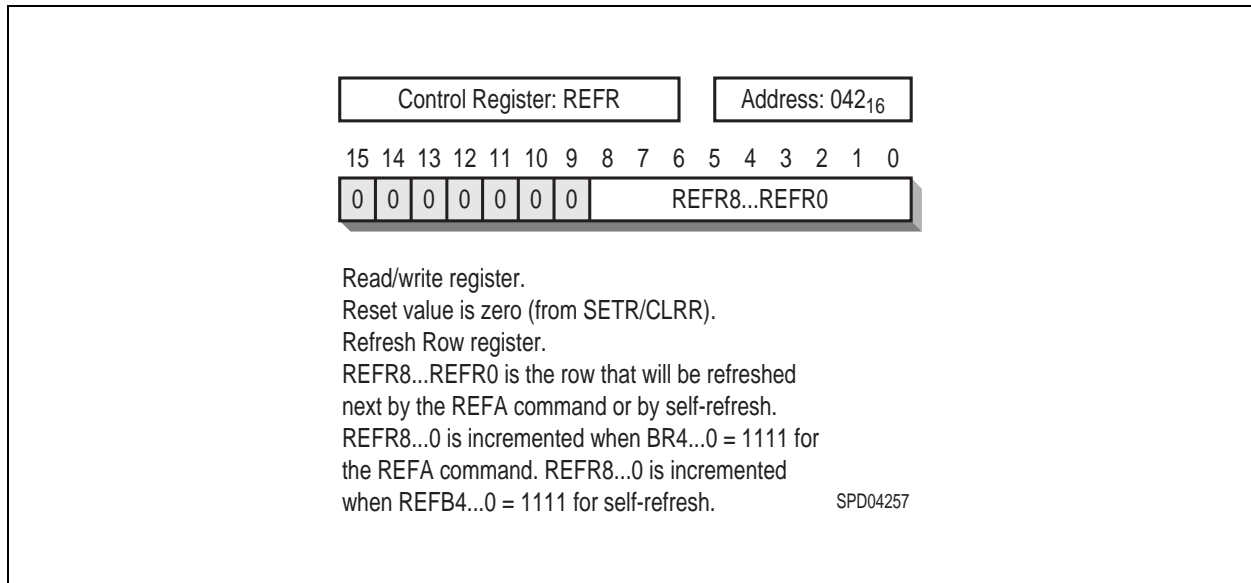 Control Register: REFR Address: 042₁₆
15 14 13 12 11 10 9 8 7 6 5 4 3 2 1 0
0 0 0 0 0 0 0 REFR8...REFR0
Read/write register.
Reset value is zero (from SETR/CLRR).
Refresh Row register.
REFR8...REFR0 is the row that will be refreshed
next by the REFA command or by self-refresh.
REFR8...0 is incremented when BR4...0 = 1111 for
the REFA command. REFR8...0 is incremented
when REFB4...0 = 1111 for self-refresh. SPD04257